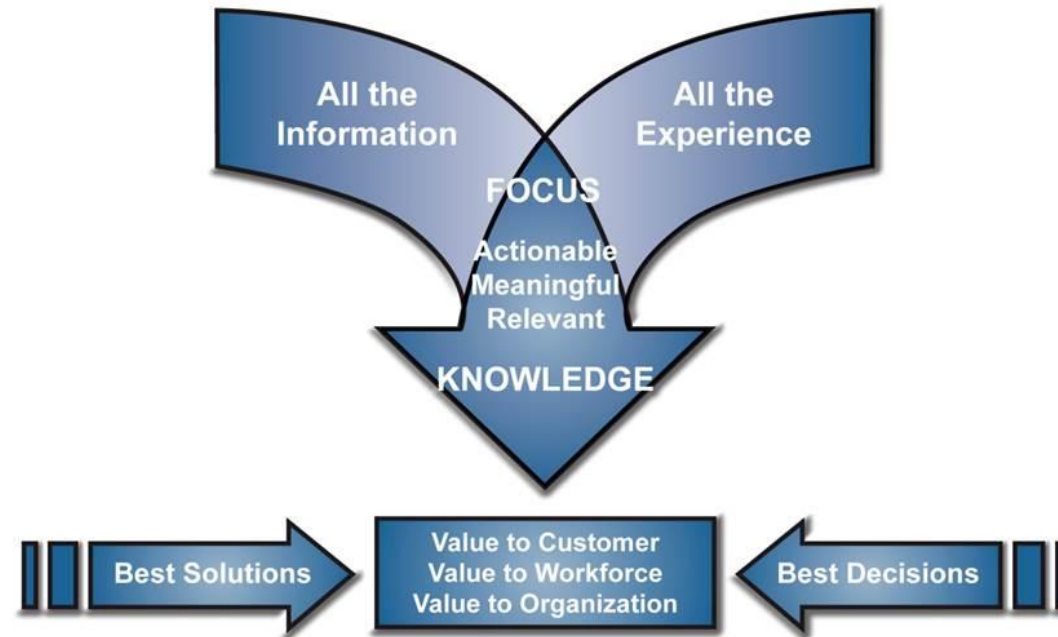 All the
Information
All the
Experience
FOCUS
Actionable
Meaningful
Relevant
KNOWLEDGE
Best Solutions
Value to Customer
Value to Workforce
Value to Organization
Best Decisions